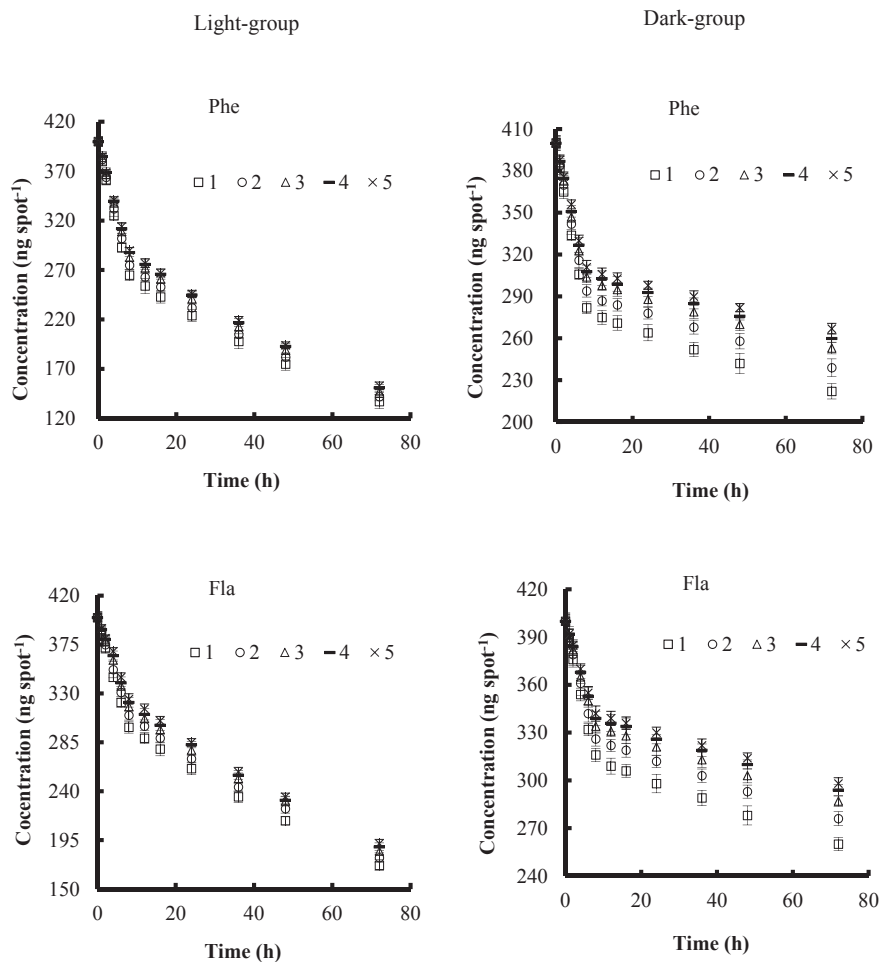 Light-group
Dark-group
Phe
420
370
320
270
220
170
120
Concentration (ng spot-1)
1 2 3 4 5
0 20 40 60 80
Time (h)
Phe
410
380
350
320
290
260
230
200
Concentration (ng spot-1)
1 2 3 4 5
0 20 40 60 80
Time (h)
Fla
420
375
330
285
240
195
150
Cocentration (ng spot-1)
1 2 3 4 5
0 20 40 60 80
Time (h)
Fla
420
390
360
330
300
270
240
Concentration (ng spot-1)
1 2 3 4 5
0 20 40 60 80
Time (h)